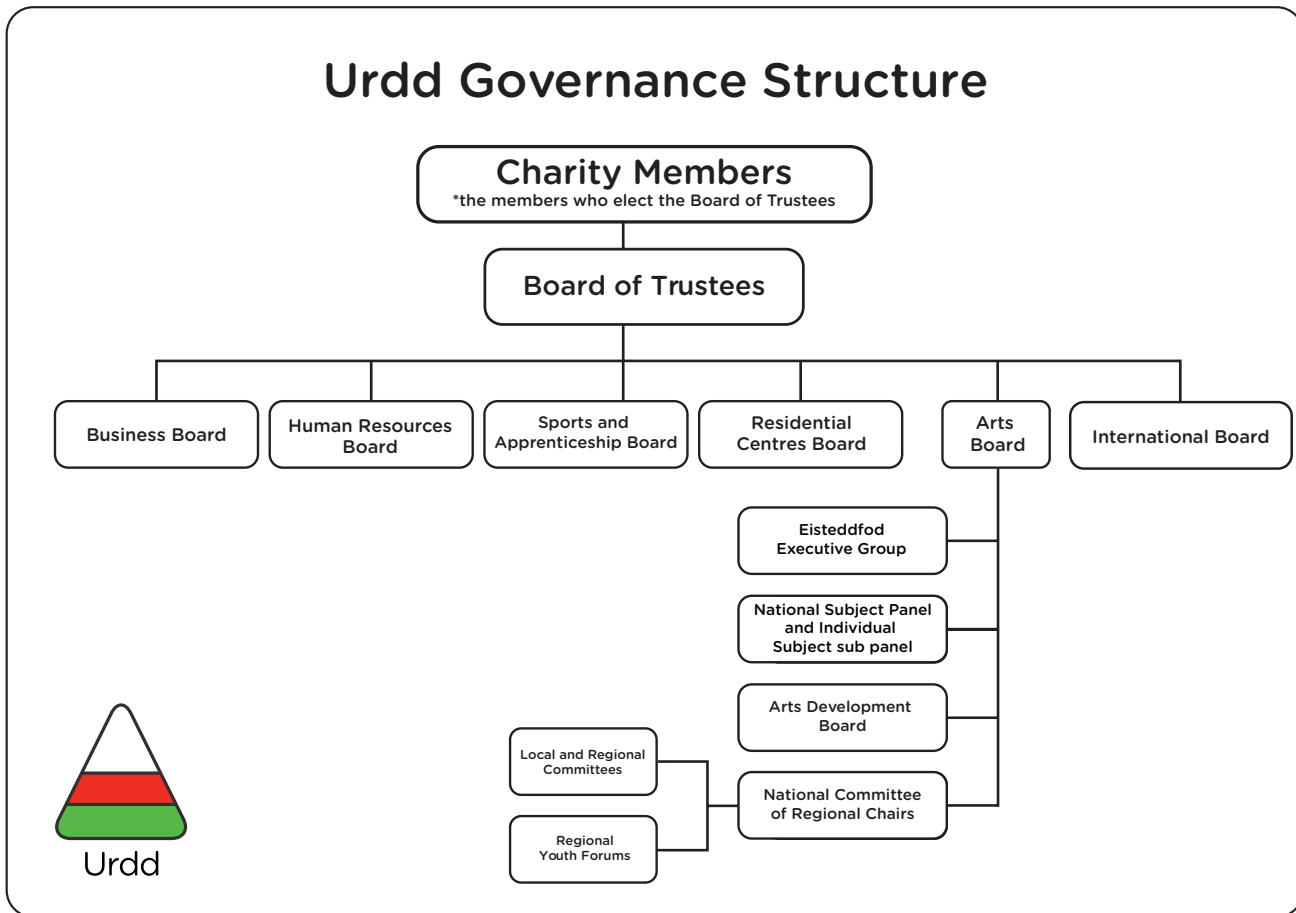 Urdd Governance Structure
Charity Members
*the members who elect the Board of Trustees
Board of Trustees
Business Board
Human Resources
Board
Sports and
Apprenticeship Board
Residential
Centres Board
Arts
Board
International Board
Eisteddfod
Executive Group
National Subject Panel
and Individual
Subject sub panel
Arts Development
Board
National Committee
of Regional Chairs
Local and Regional
Committees
Regional
Youth Forums
Urdd